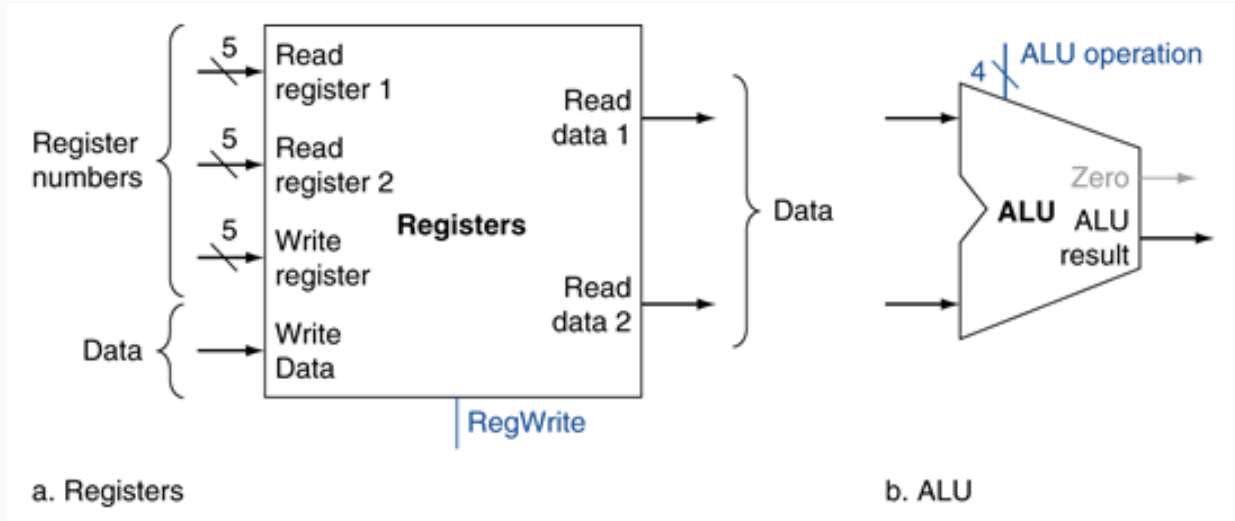 Register
numbers
Data
5
Read
register 1
5
Read
register 2
5
Write
register
Write
Data
Registers
Read
data 1
Read
data 2
RegWrite
Data
a. Registers
4
ALU operation
Zero
ALU
ALU
result
b. ALU